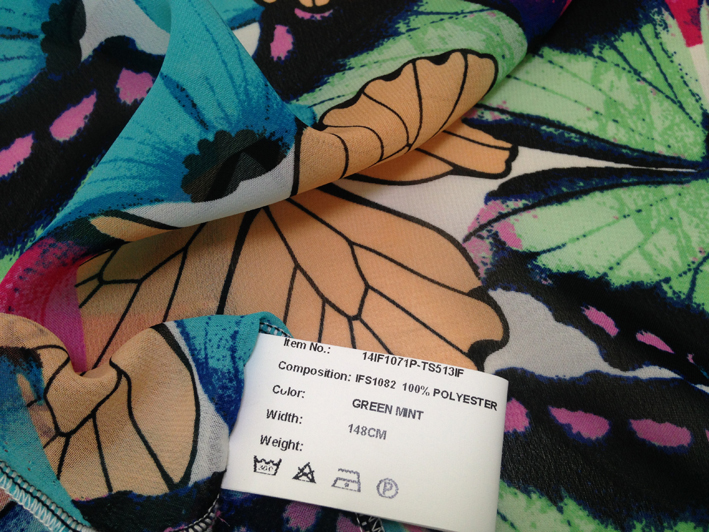 Item No.: 14IF1071P-TS513IF
Composition: IFS1082 100% POLYESTER
Color: GREEN MINT
Width: 148CM
Weight:
P